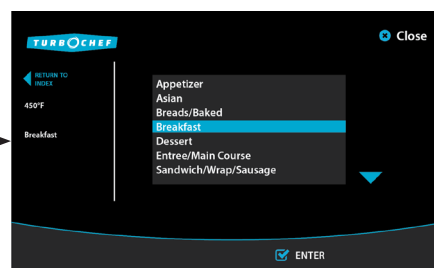 TURBOCHEF
Close
RETURN TO
INDEX
450°F
Breakfast
Appetizer
Asian
Breads/Baked
Breakfast
Dessert
Entree/Main Course
Sandwich/Wrap/Sausage
ENTER